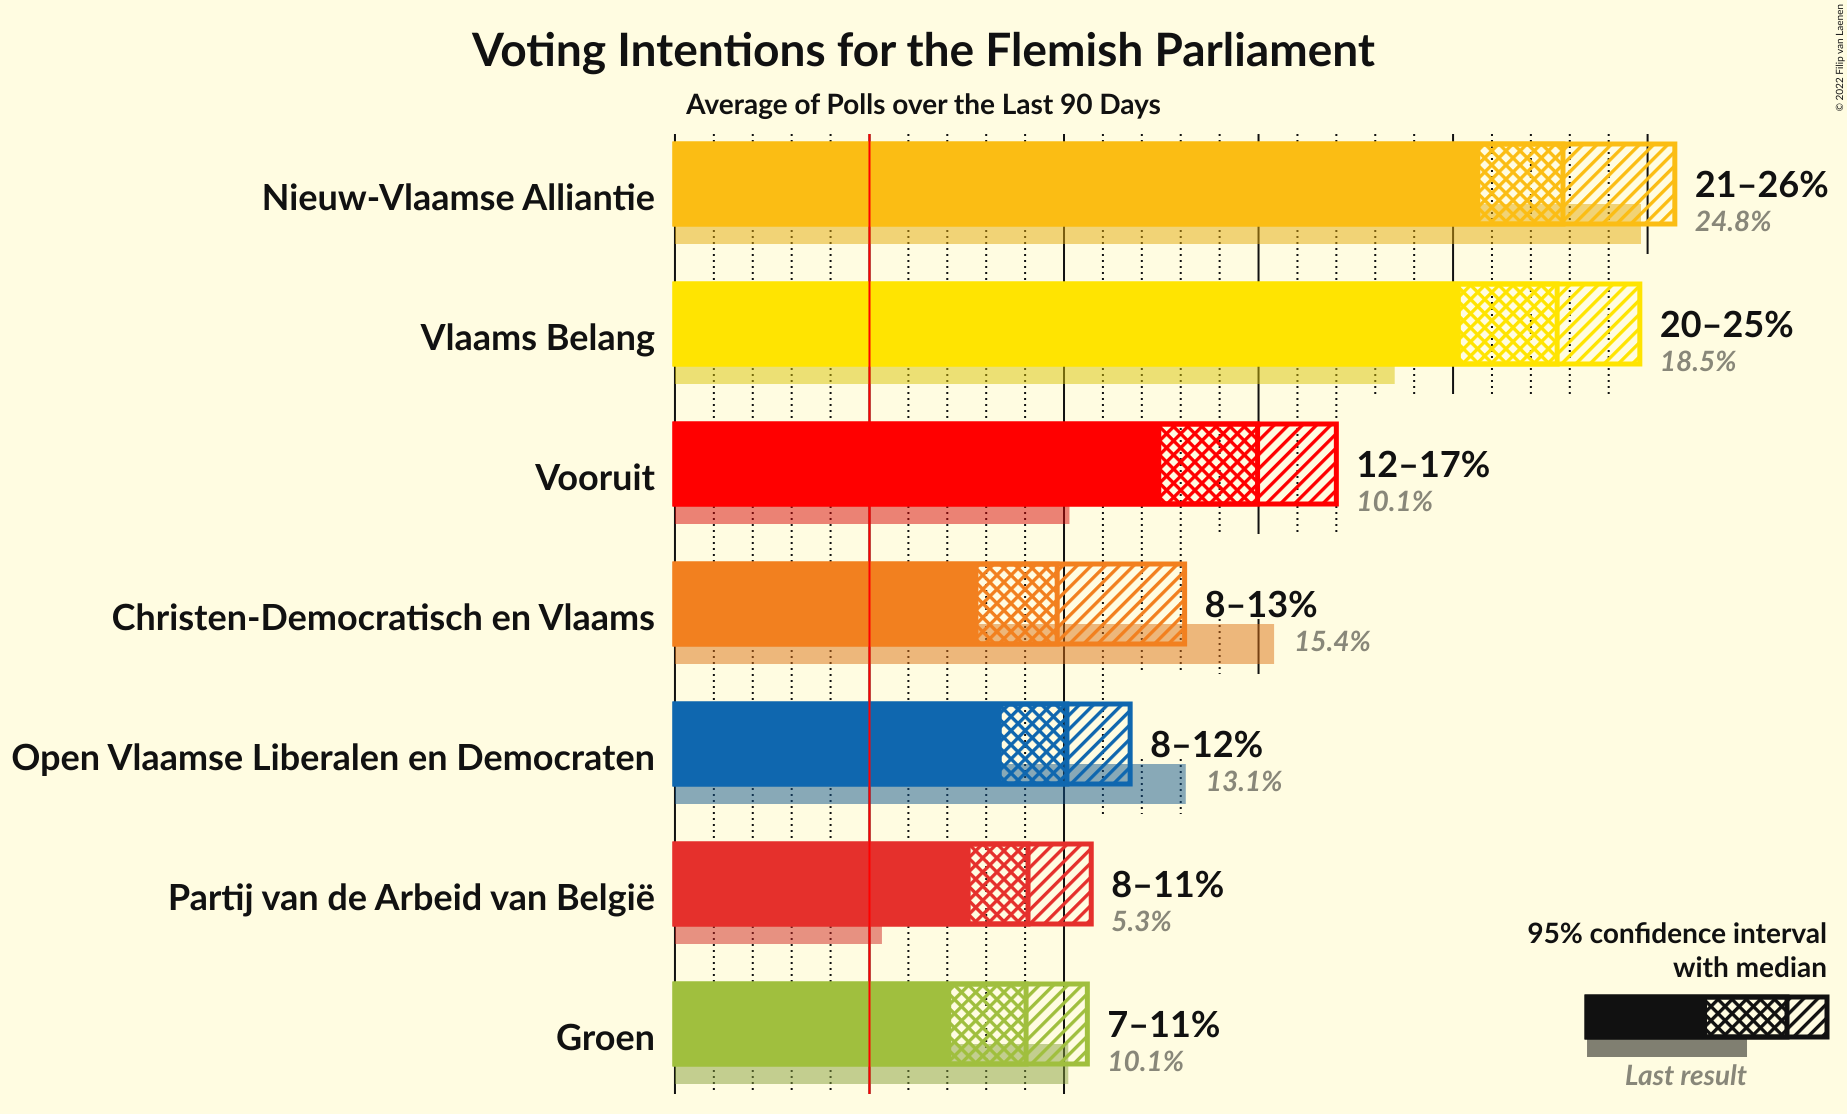 Voting Intentions for the Flemish Parliament
Average of Polls over the Last 90 Days
© 2022 Filip van Laenen
Nieuw-Vlaamse Alliantie
21–26%
24.8%
Vlaams Belang
20–25%
18.5%
Vooruit
12–17%
10.1%
Christen-Democratisch en Vlaams
8–13%
15.4%
Open Vlaamse Liberalen en Democraten
8–12%
13.1%
Partij van de Arbeid van België
8–11%
5.3%
Groen
7–11%
10.1%
95% confidence interval
with median
Last result